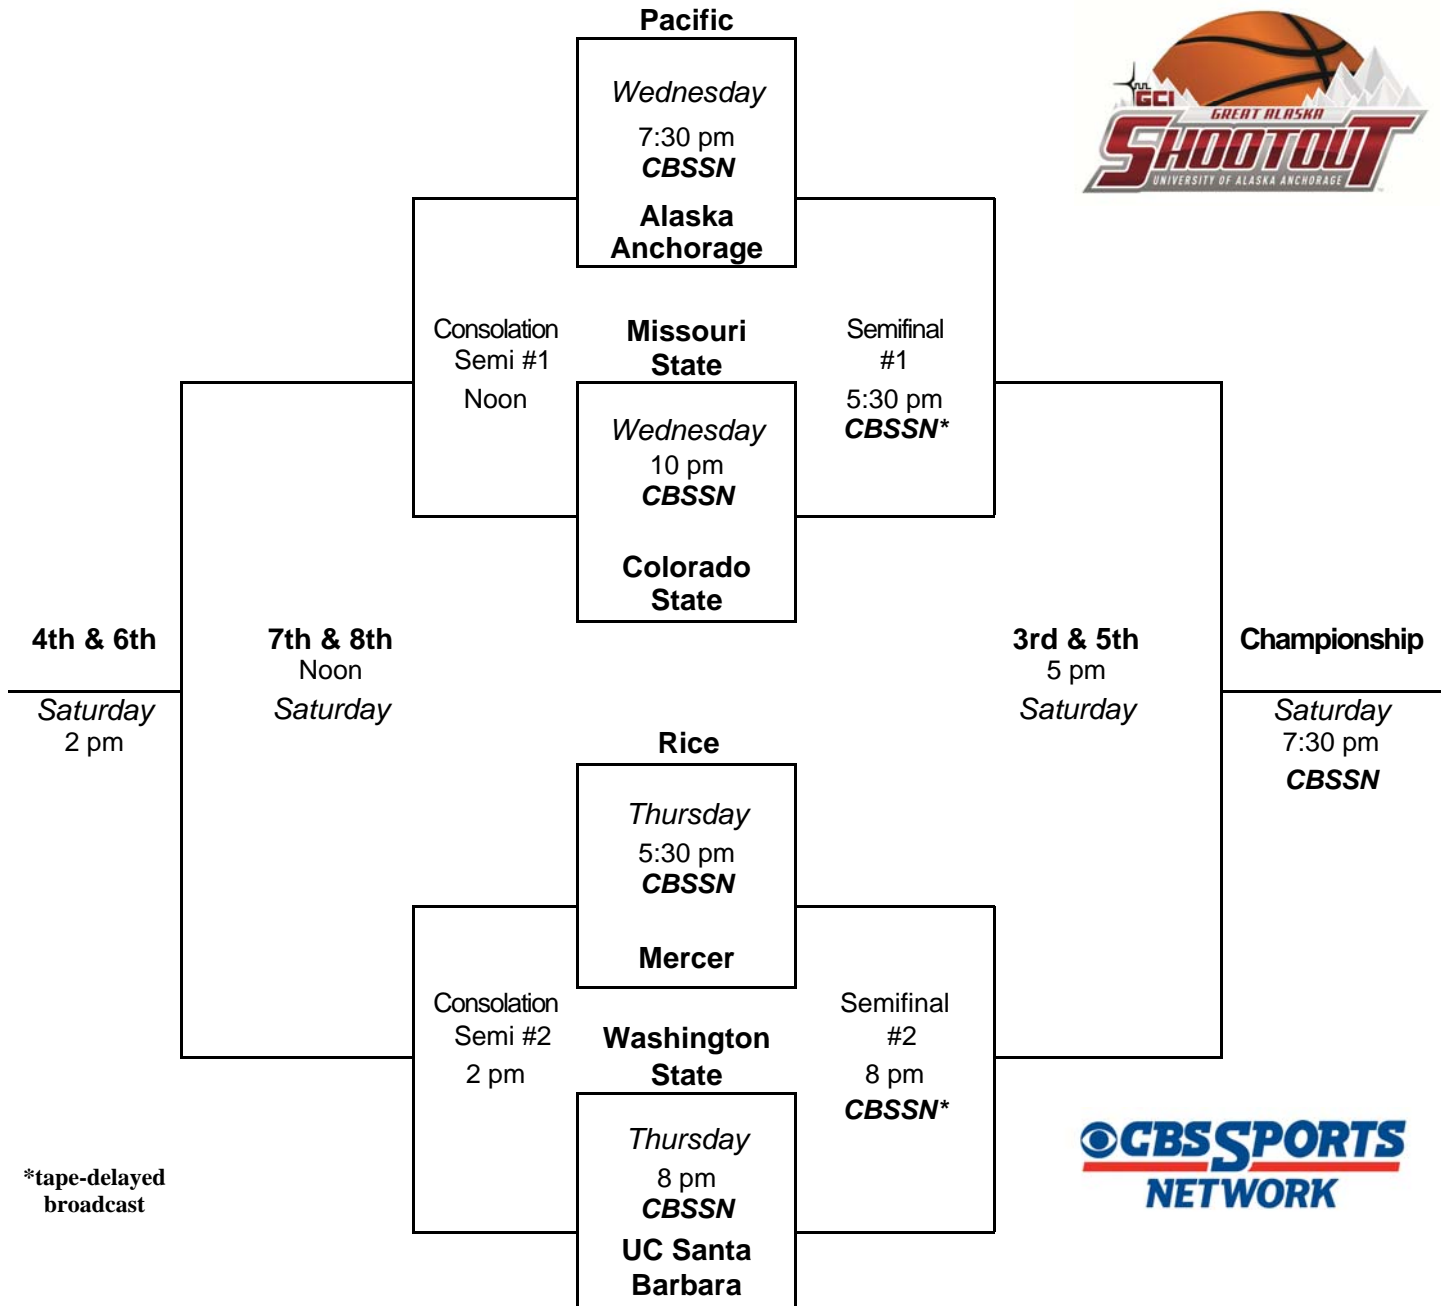 Pacific
Wednesday
7:30 pm
CBSSN
Alaska
Anchorage
GCI
GREAT ALASKA
SHOOTOUT
UNIVERSITY OF ALASKA ANCHORAGE
Consolation
Semi #1
Noon
Missouri
State
Wednesday
10 pm
CBSSN
Colorado
State
Semifinal
#1
5:30 pm
CBSSN*
4th & 6th
Saturday
2 pm
7th & 8th
Noon
Saturday
3rd & 5th
5 pm
Saturday
Championship
Saturday
7:30 pm
CBSSN
Rice
Thursday
5:30 pm
CBSSN
Mercer
Consolation
Semi #2
2 pm
Washington
State
Thursday
8 pm
CBSSN
UC Santa
Barbara
Semifinal
#2
8 pm
CBSSN*
*tape-delayed
broadcast
CBS SPORTS
NETWORK